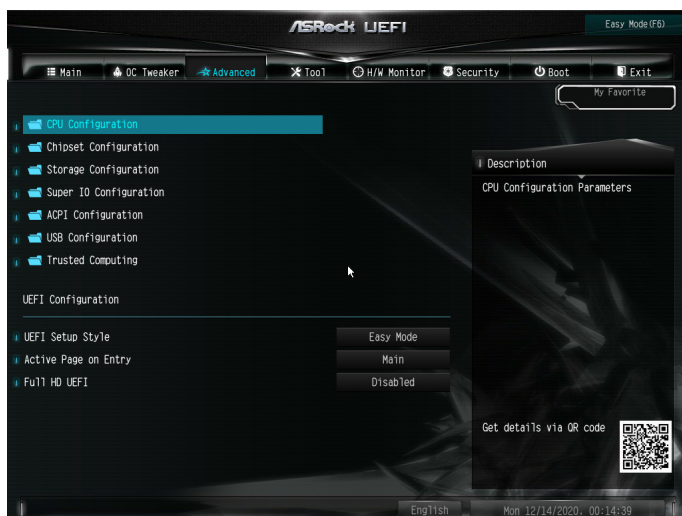 ASRock UEFI
Easy Mode(F6)
Main
OC Tweaker
Advanced
Tool
H/W Monitor
Security
Boot
Exit
My Favorite
CPU Configuration
Chipset Configuration
Storage Configuration
Super IO Configuration
ACPI Configuration
USB Configuration
Trusted Computing
UEFI Configuration
UEFI Setup Style
Easy Mode
Active Page on Entry
Main
Full HD UEFI
Disabled
Description
CPU Configuration Parameters
Get details via QR code
English
Mon 12/14/2020, 00:14:39